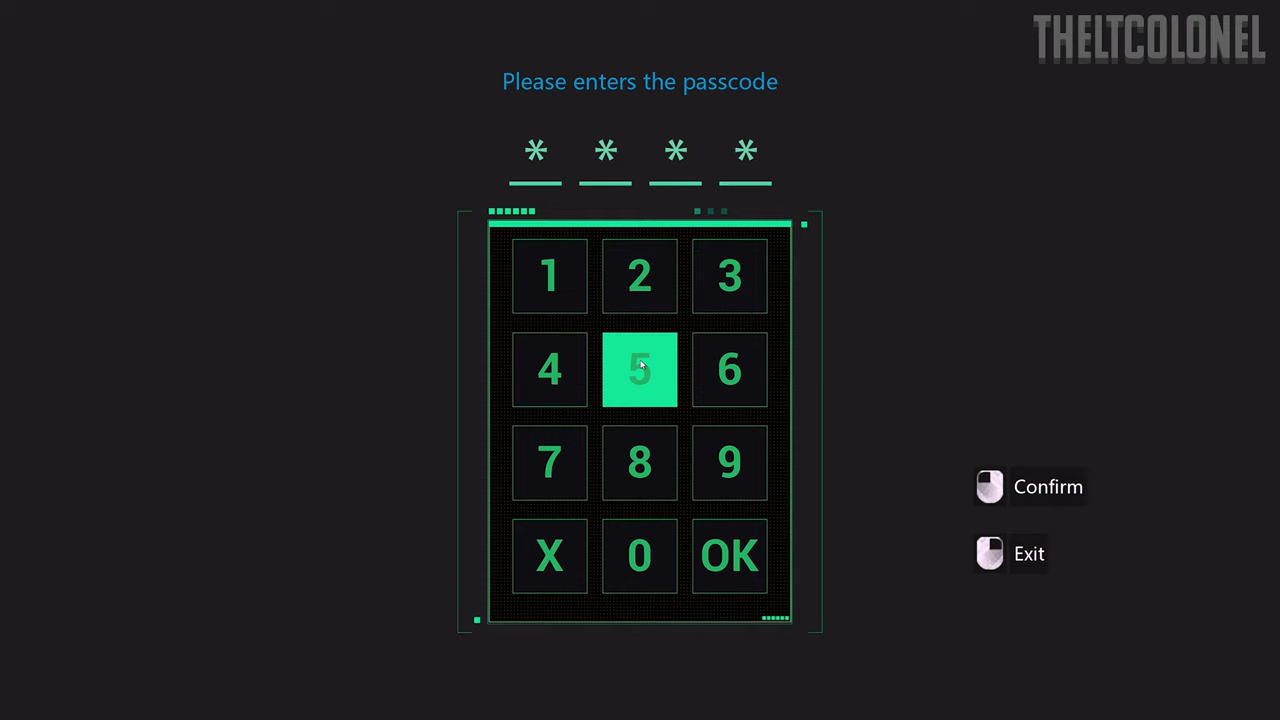 THELTCOLONEL
Please enters the passcode
* * * *
1 2 3
4 5 6
7 8 9
Confirm
X 0 OK
Exit